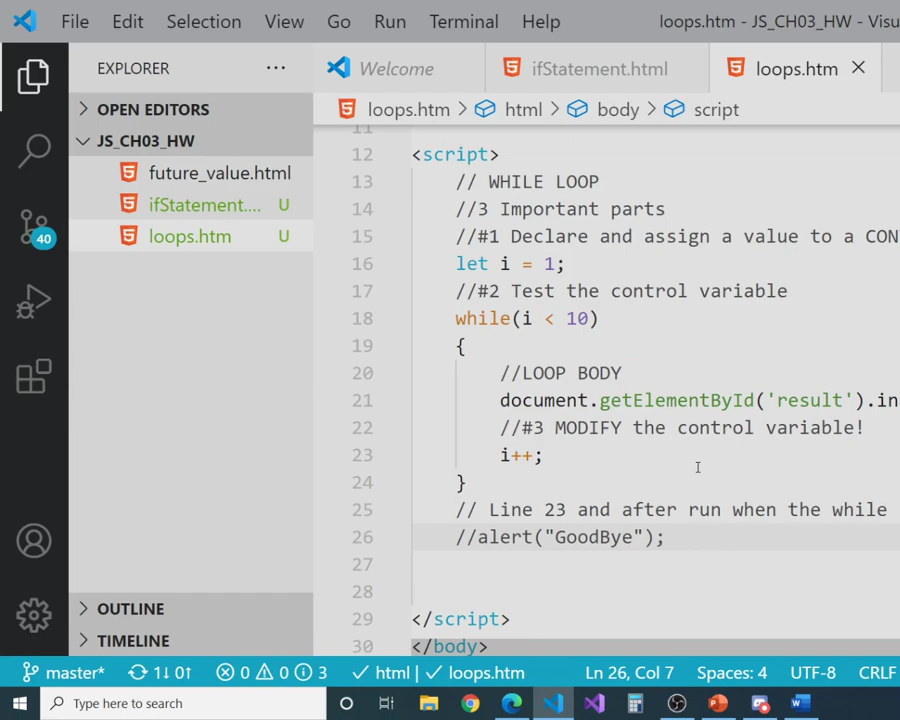 File Edit Selection View Go Run Terminal Help loops.htm - JS_CH03_HW - Visu
EXPLORER ··· Welcome ifStatement.html loops.htm
OPEN EDITORS
loops.htm > html > body > script
JS_CH03_HW
future_value.html
ifStatement.... U
loops.htm U
11
12 <script>
13 // WHILE LOOP
14 //3 Important parts
15 //#1 Declare and assign a value to a CON
16 let i = 1;
17 //#2 Test the control variable
18 while(i < 10)
19 {
20 //LOOP BODY
21 document.getElementById('result').in
22 //#3 MODIFY the control variable!
23 i++;
24 }
25 // Line 23 and after run when the while
26 //alert("GoodBye");
27
28
29 </script>
30 </body>
40
OUTLINE
TIMELINE
master* 1↓ 0↑ 0 0 3 html | loops.htm Ln 26, Col 7 Spaces: 4 UTF-8 CRLF
Type here to search